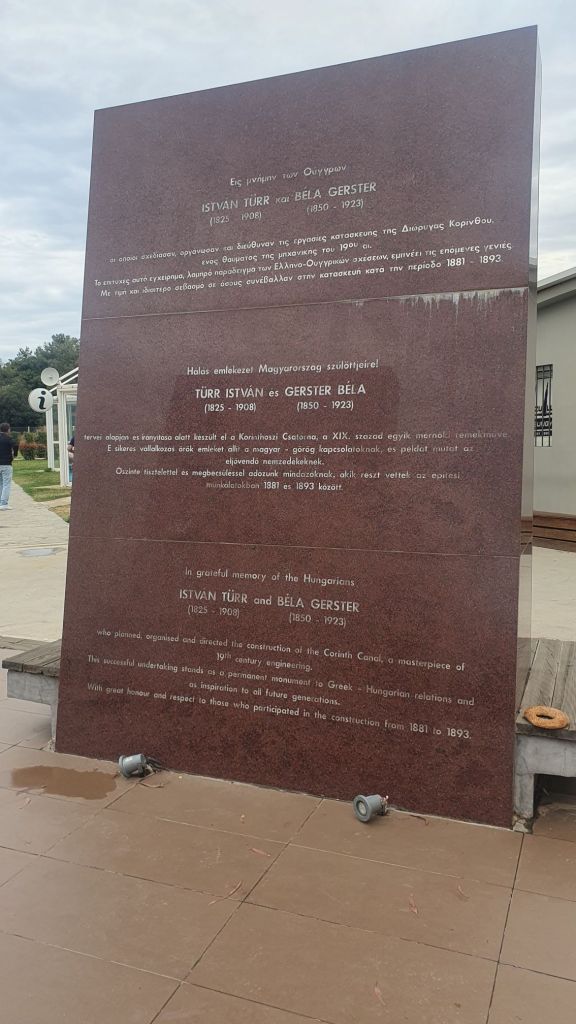 Εις μνήμην των Ούγγρων
ISTVÁN TÜRR και BÉLA GERSTER
(1825 - 1908) (1850 - 1923)
οι οποίοι σχεδίασαν, οργάνωσαν και διεύθυναν τις εργασίες κατασκευής της Διώρυγας Κορίνθου,
ενός θαύματος της μηχανικής του 19ου αι.
Το επιτυχές αυτό εγχείρημα, λαμπρό παράδειγμα των Ελληνο-Ουγγρικών σχέσεων, εμπνέει τις επόμενες γενιές.
Με τιμή και ιδιαίτερο σεβασμό σε όσους συνέβαλλαν στην κατασκευή κατά την περίοδο 1881 - 1893.
Hálás emlékezet Magyarország szülötteire!
TÜRR ISTVÁN és GERSTER BÉLA
(1825 - 1908) (1850 - 1923)
tervei alapján és irányítása alatt készült el a Korinthoszi Csatorna, a XIX. század egyik mérnöki remekműve.
E sikeres vállalkozás örök emléket állít a magyar - görög kapcsolatoknak, és példát mutat az
eljövendő nemzedékeknek.
Őszinte tisztelettel és megbecsüléssel adózunk mindazoknak, akik részt vettek az építési
munkálatokban 1881 és 1893 között.
In grateful memory of the Hungarians
ISTVÁN TÜRR and BÉLA GERSTER
(1825 - 1908) (1850 - 1923)
who planned, organised and directed the construction of the Corinth Canal, a masterpiece of
19th century engineering.
This successful undertaking stands as a permanent monument to Greek - Hungarian relations and
as inspiration to all future generations.
With great honour and respect to those who participated in the construction from 1881 to 1893.
i